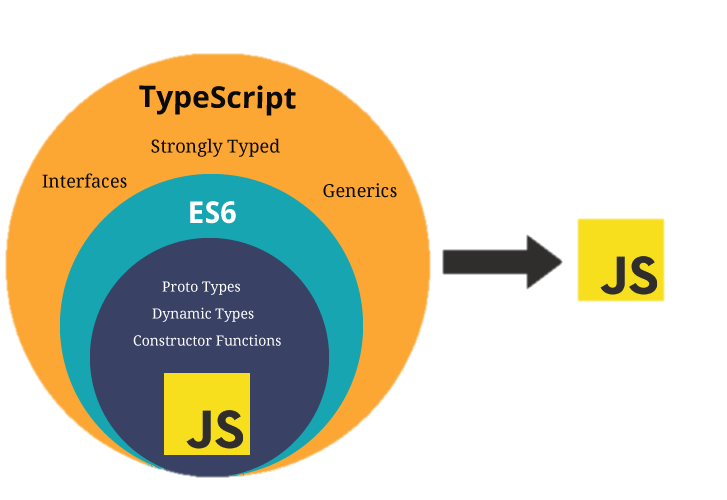 TypeScript
Strongly Typed
Interfaces
Generics
ES6
Proto Types
Dynamic Types
Constructor Functions
JS
JS